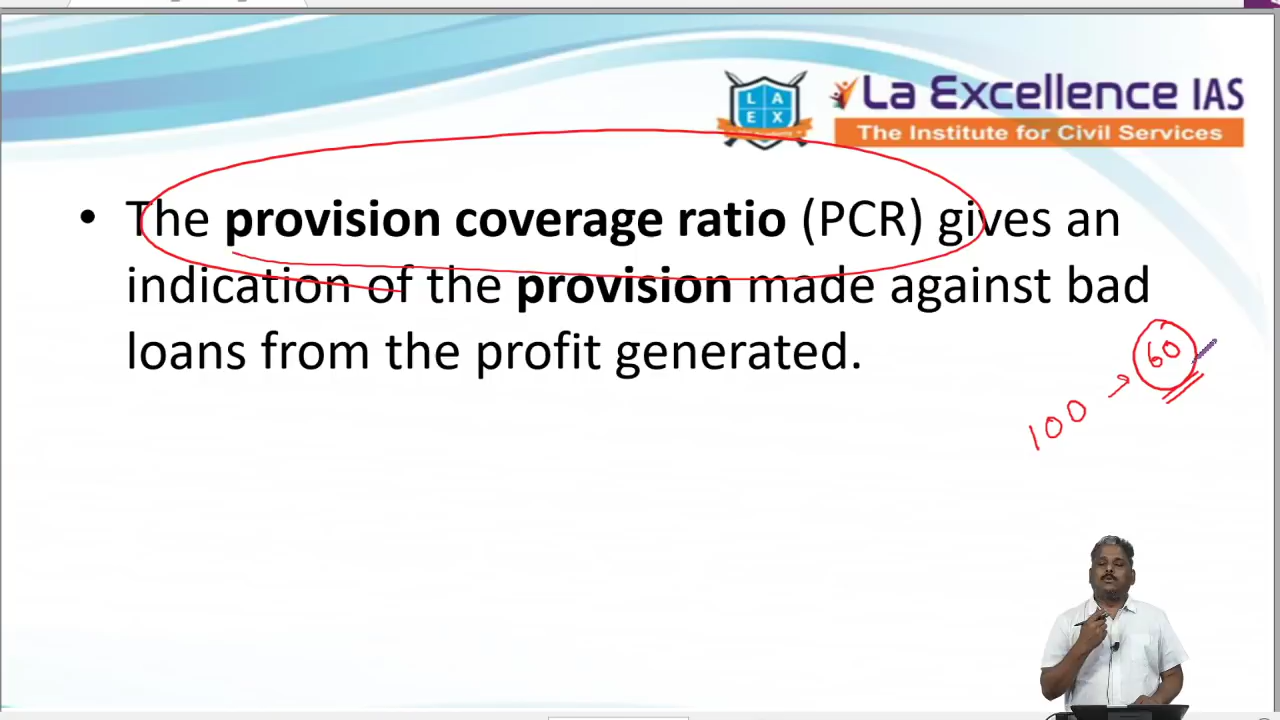 L A
E X
La Excellence IAS
The Institute for Civil Services
• The provision coverage ratio (PCR) gives an
indication of the provision made against bad
loans from the profit generated.
100 → 60